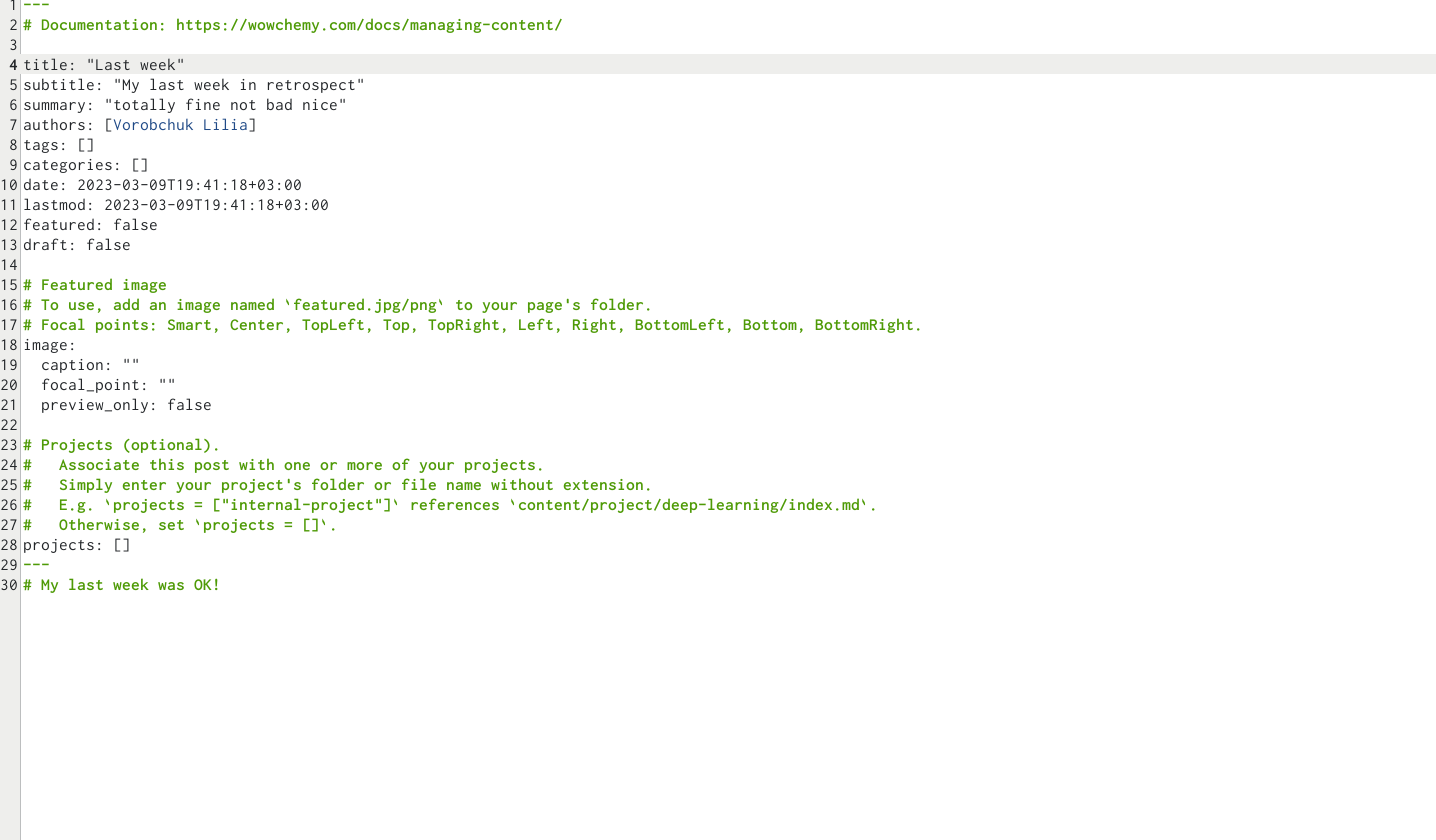 1 ---
2 # Documentation: https://wowchemy.com/docs/managing-content/
3
4 title: "Last week"
5 subtitle: "My last week in retrospect"
6 summary: "totally fine not bad nice"
7 authors: [Vorobchuk Lilia]
8 tags: []
9 categories: []
10 date: 2023-03-09T19:41:18+03:00
11 lastmod: 2023-03-09T19:41:18+03:00
12 featured: false
13 draft: false
14
15 # Featured image
16 # To use, add an image named `featured.jpg/png` to your page's folder.
17 # Focal points: Smart, Center, TopLeft, Top, TopRight, Left, Right, BottomLeft, Bottom, BottomRight.
18 image:
19   caption: ""
20   focal_point: ""
21   preview_only: false
22
23 # Projects (optional).
24 #   Associate this post with one or more of your projects.
25 #   Simply enter your project's folder or file name without extension.
26 #   E.g. `projects = ["internal-project"]` references `content/project/deep-learning/index.md`.
27 #   Otherwise, set `projects = []`.
28 projects: []
29 ---
30 # My last week was OK!